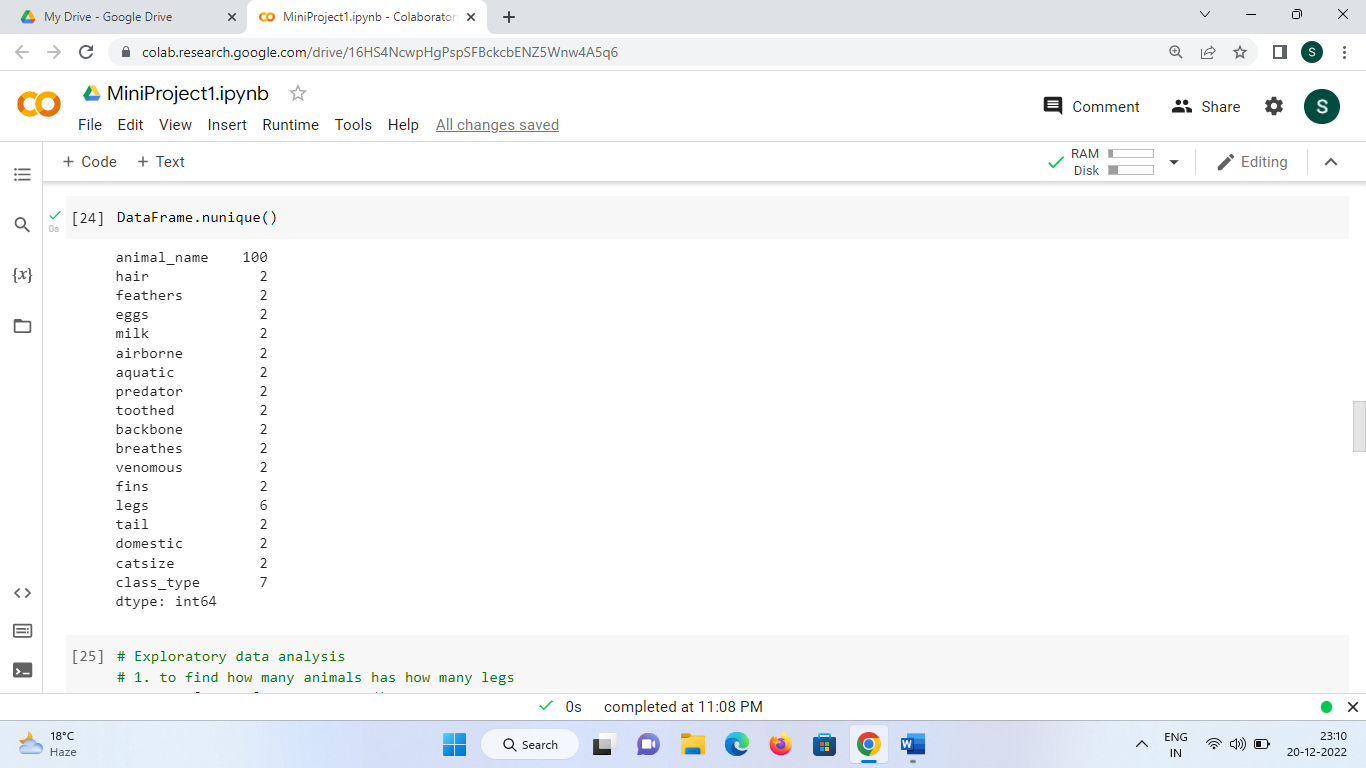 My Drive - Google Drive
MiniProject1.ipynb - Colaborator
colab.research.google.com/drive/16HS4NcwpHgPspSFBckcbENZ5Wnw4A5q6
S
MiniProject1.ipynb
Comment
Share
S
File Edit View Insert Runtime Tools Help All changes saved
+ Code + Text
RAM
Disk
Editing
[24] DataFrame.nunique()
0s
animal_name 100
hair 2
feathers 2
eggs 2
milk 2
airborne 2
aquatic 2
predator 2
toothed 2
backbone 2
breathes 2
venomous 2
fins 2
legs 6
tail 2
domestic 2
catsize 2
class_type 7
dtype: int64
{x}
[25] # Exploratory data analysis
# 1. to find how many animals has how many legs
0s completed at 11:08 PM
18°C
Haze
Search
ENG
IN
23:10
20-12-2022